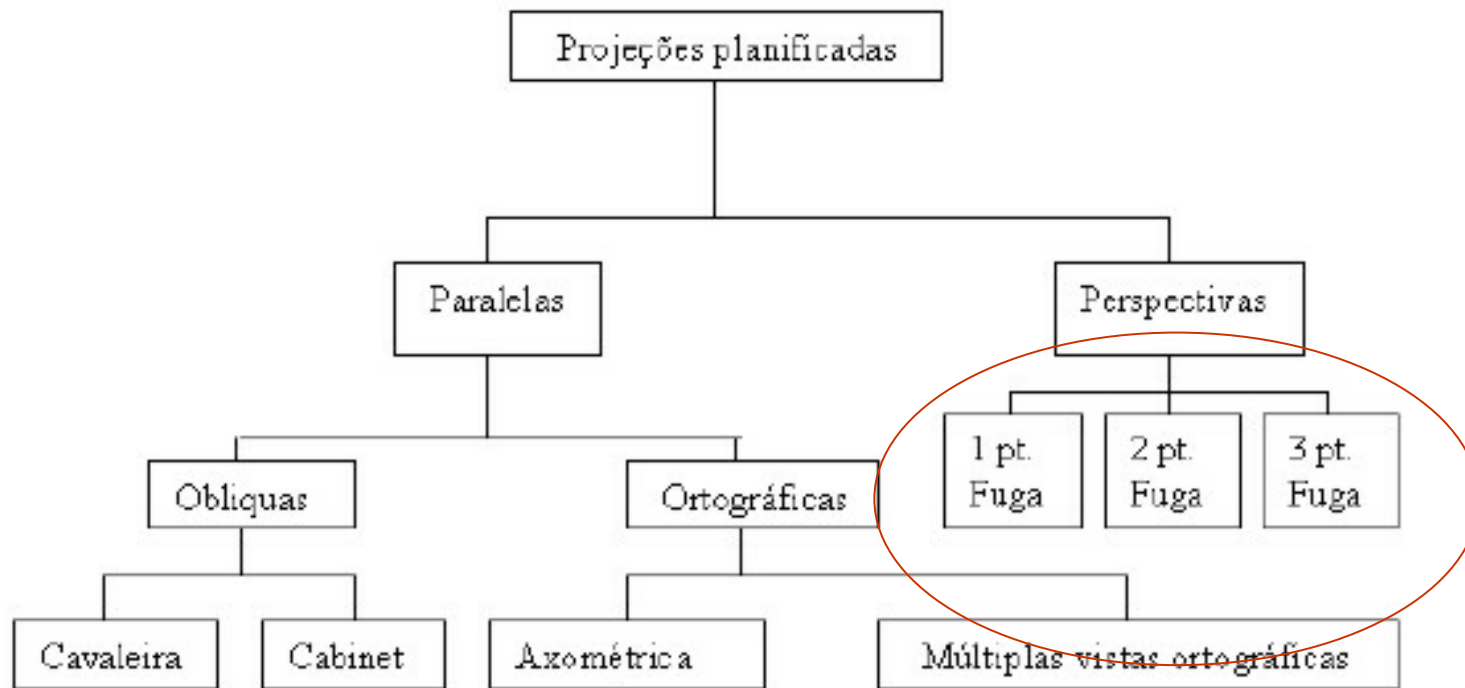 Projeções planificadas
Paralelas
Perspectivas
1 pt.
Fuga
2 pt.
Fuga
3 pt.
Fuga
Obliquas
Ortográficas
Cavaleira
Cabinet
Axométrica
Múltiplas vistas ortográficas